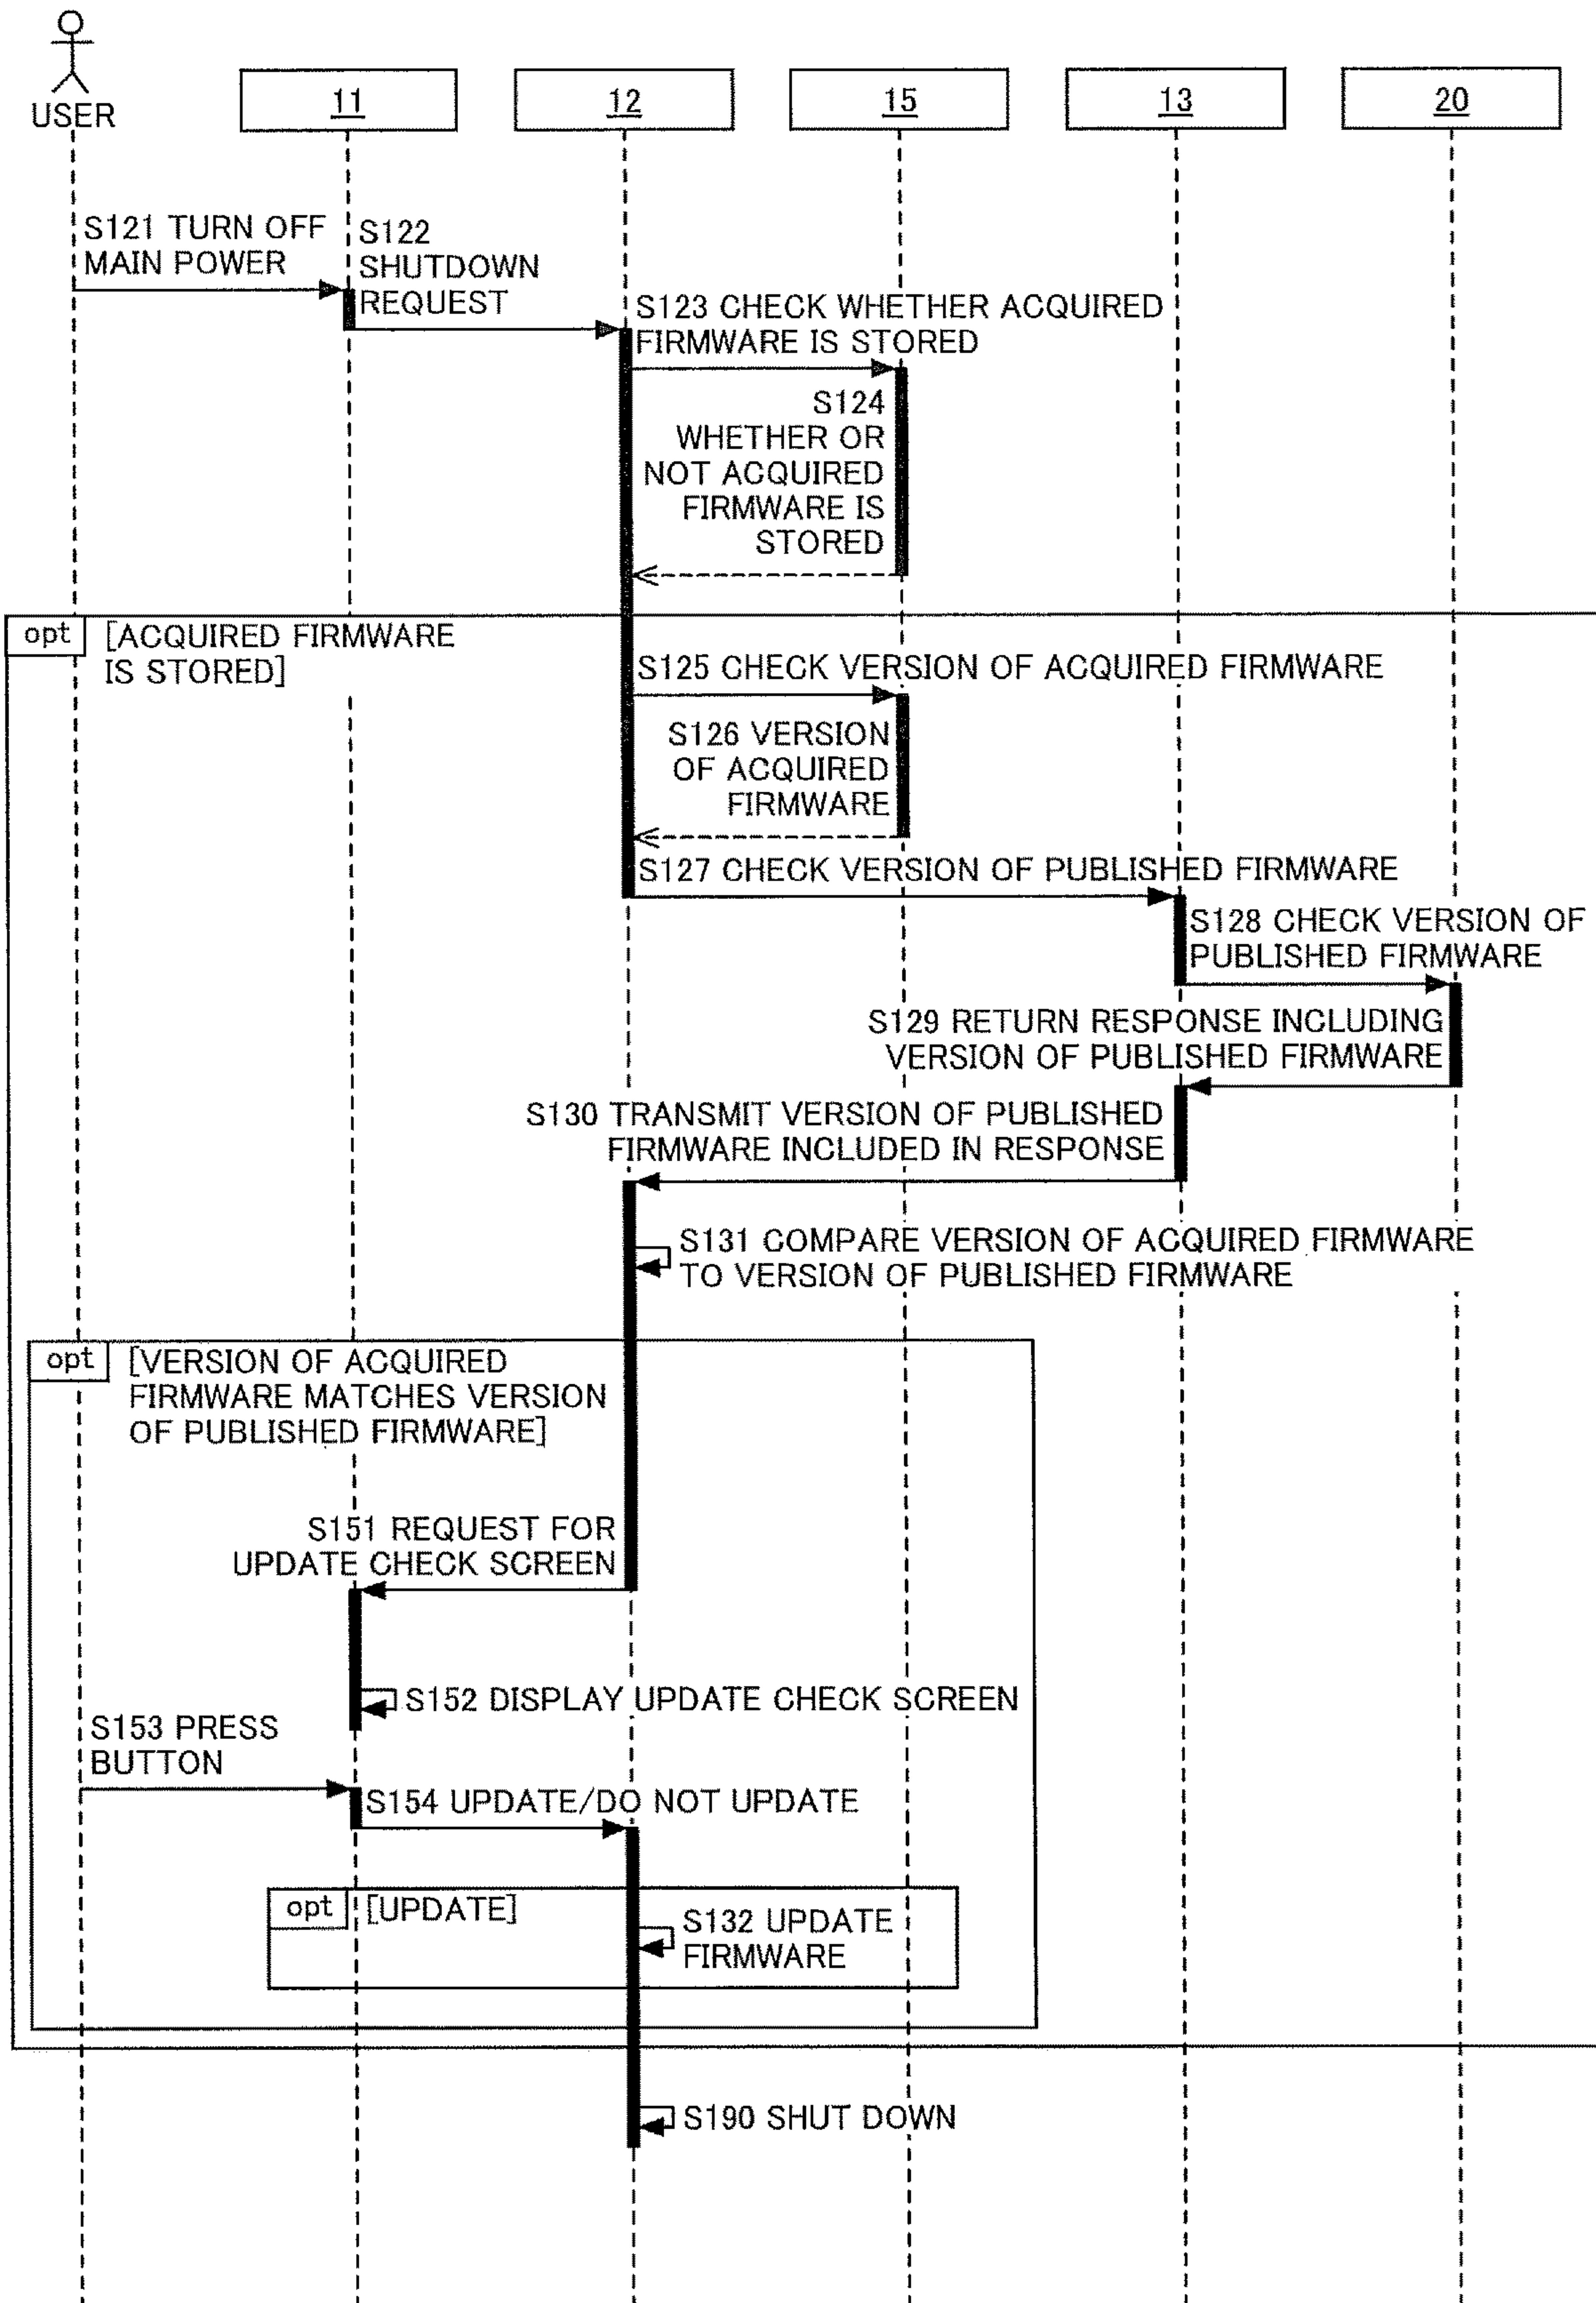 USER
11
12
15
13
20
S121 TURN OFF
MAIN POWER
S122
SHUTDOWN
REQUEST
S123 CHECK WHETHER ACQUIRED
FIRMWARE IS STORED
S124
WHETHER OR
NOT ACQUIRED
FIRMWARE IS
STORED
opt
[ACQUIRED FIRMWARE
IS STORED]
S125 CHECK VERSION OF ACQUIRED FIRMWARE
S126 VERSION
OF ACQUIRED
FIRMWARE
S127 CHECK VERSION OF PUBLISHED FIRMWARE
S128 CHECK VERSION OF
PUBLISHED FIRMWARE
S129 RETURN RESPONSE INCLUDING
VERSION OF PUBLISHED FIRMWARE
S130 TRANSMIT VERSION OF PUBLISHED
FIRMWARE INCLUDED IN RESPONSE
S131 COMPARE VERSION OF ACQUIRED FIRMWARE
TO VERSION OF PUBLISHED FIRMWARE
opt
[VERSION OF ACQUIRED
FIRMWARE MATCHES VERSION
OF PUBLISHED FIRMWARE]
S151 REQUEST FOR
UPDATE CHECK SCREEN
S152 DISPLAY UPDATE CHECK SCREEN
S153 PRESS
BUTTON
S154 UPDATE/DO NOT UPDATE
opt
[UPDATE]
S132 UPDATE
FIRMWARE
S190 SHUT DOWN